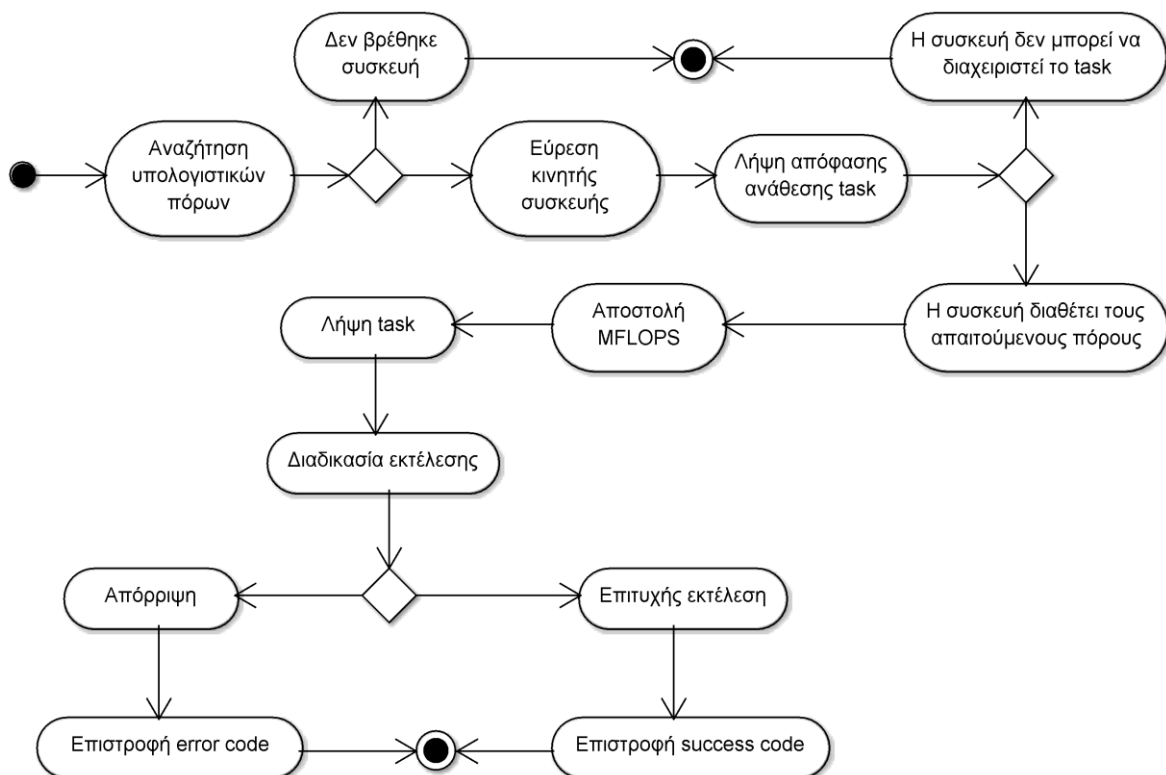 Δεν βρέθηκε
συσκευή
Η συσκευή δεν μπορεί να
διαχειριστεί το task
Αναζήτηση
υπολογιστικών
πόρων
Εύρεση
κινητής
συσκευής
Λήψη απόφασης
ανάθεσης task
Λήψη task
Αποστολή
MFLOPS
Η συσκευή διαθέτει τους
απαιτούμενους πόρους
Διαδικασία εκτέλεσης
Απόρριψη
Επιτυχής εκτέλεση
Επιστροφή error code
Επιστροφή success code